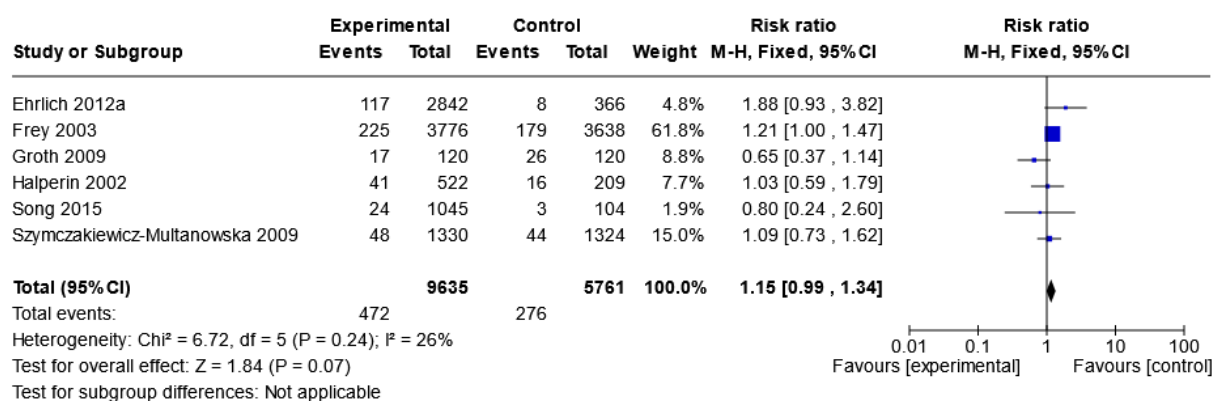 Experimental Control Risk ratio Risk ratio
Study or Subgroup Events Total Events Total Weight M-H, Fixed, 95% CI M-H, Fixed, 95% CI
Ehrlich 2012a 117 2842 8 366 4.8% 1.88 [0.93 , 3.82]
Frey 2003 225 3776 179 3638 61.8% 1.21 [1.00 , 1.47]
Groth 2009 17 120 26 120 8.8% 0.65 [0.37 , 1.14]
Halperin 2002 41 522 16 209 7.7% 1.03 [0.59 , 1.79]
Song 2015 24 1045 3 104 1.9% 0.80 [0.24 , 2.60]
Szymczakiewicz-Multanowska 2009 48 1330 44 1324 15.0% 1.09 [0.73 , 1.62]
Total (95% CI) 9635 5761 100.0% 1.15 [0.99 , 1.34]
Total events: 472 276
Heterogeneity: Chi² = 6.72, df = 5 (P = 0.24); I² = 26%
0.01 0.1 1 10 100
Test for overall effect: Z = 1.84 (P = 0.07)
Favours [experimental] Favours [control]
Test for subgroup differences: Not applicable